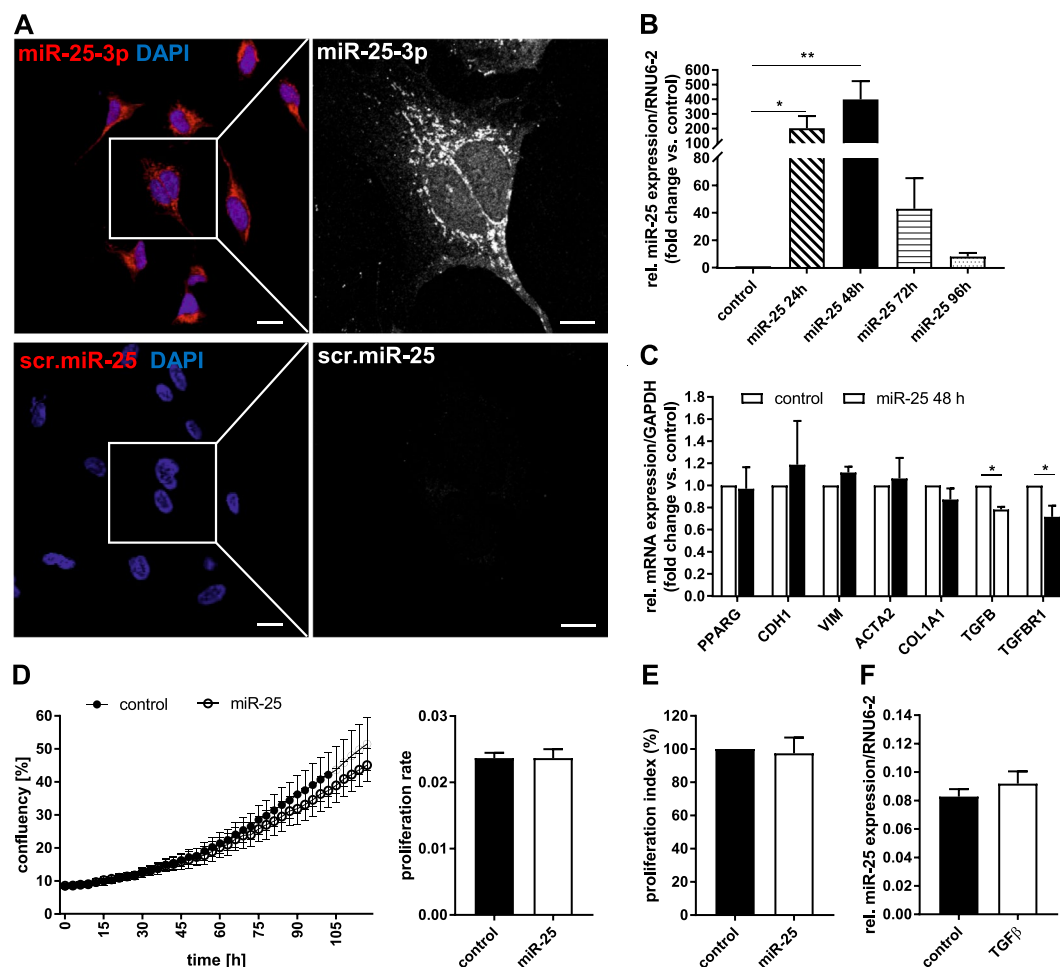 A
miR-25-3p DAPI
miR-25-3p
scr.miR-25 DAPI
scr.miR-25
B
rel. miR-25 expression/RNU6-2
(fold change vs. control)
600
500
400
300
200
100
80
60
40
20
0
*
**
control
miR-25 24h
miR-25 48h
miR-25 72h
miR-25 96h
C
rel. mRNA expression/GAPDH
(fold change vs. control)
control
miR-25 48 h
1.8
1.6
1.4
1.2
1.0
0.8
0.6
0.4
0.2
0.0
*
*
PPARG
CDH1
VIM
ACTA2
COL1A1
TGFB
TGFBR1
D
control
miR-25
confluency [%]
60
50
40
30
20
10
0
0
15
30
45
60
75
90
105
time [h]
proliferation rate
0.03
0.02
0.01
0.00
control
miR-25
E
proliferation index (%)
120
100
80
60
40
20
0
control
miR-25
F
rel. miR-25 expression/RNU6-2
0.14
0.12
0.10
0.08
0.06
0.04
0.02
0.00
control
TGFβ